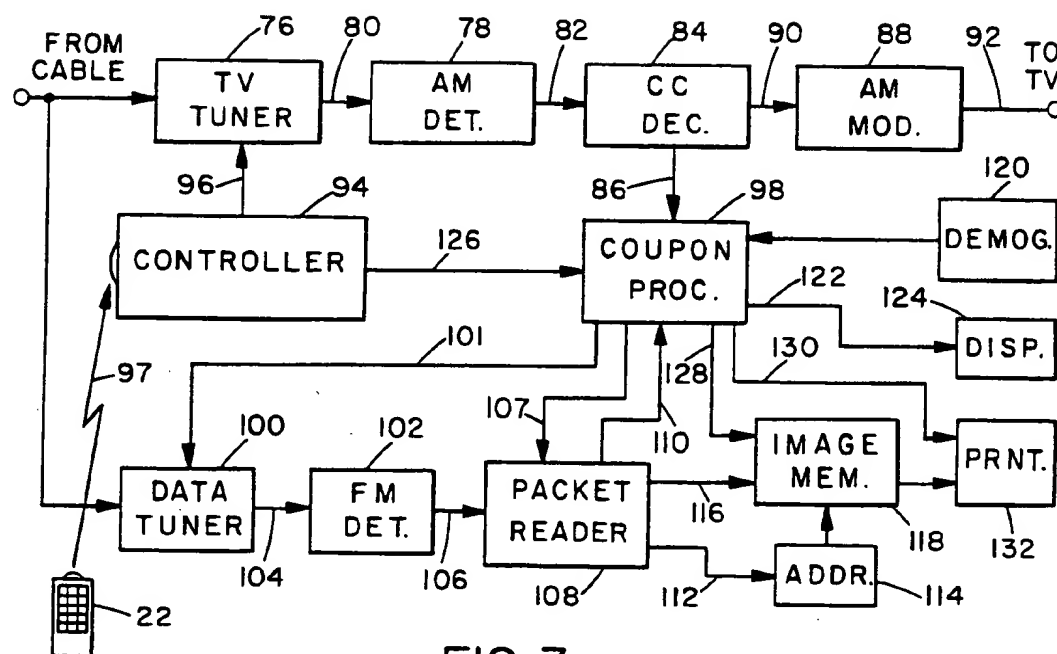 FROM CABLE
76
TV TUNER
80
78
AM DET.
82
84
CC DEC.
90
88
AM MOD.
92
TO TV
96
94
CONTROLLER
126
86
98
COUPON PROC.
120
DEMOG.
122
124
DISP.
101
97
128
130
107
110
100
DATA TUNER
102
FM DET.
PACKET READER
IMAGE MEM.
PRNT.
116
118
132
104
106
108
112
ADDR.
114
22